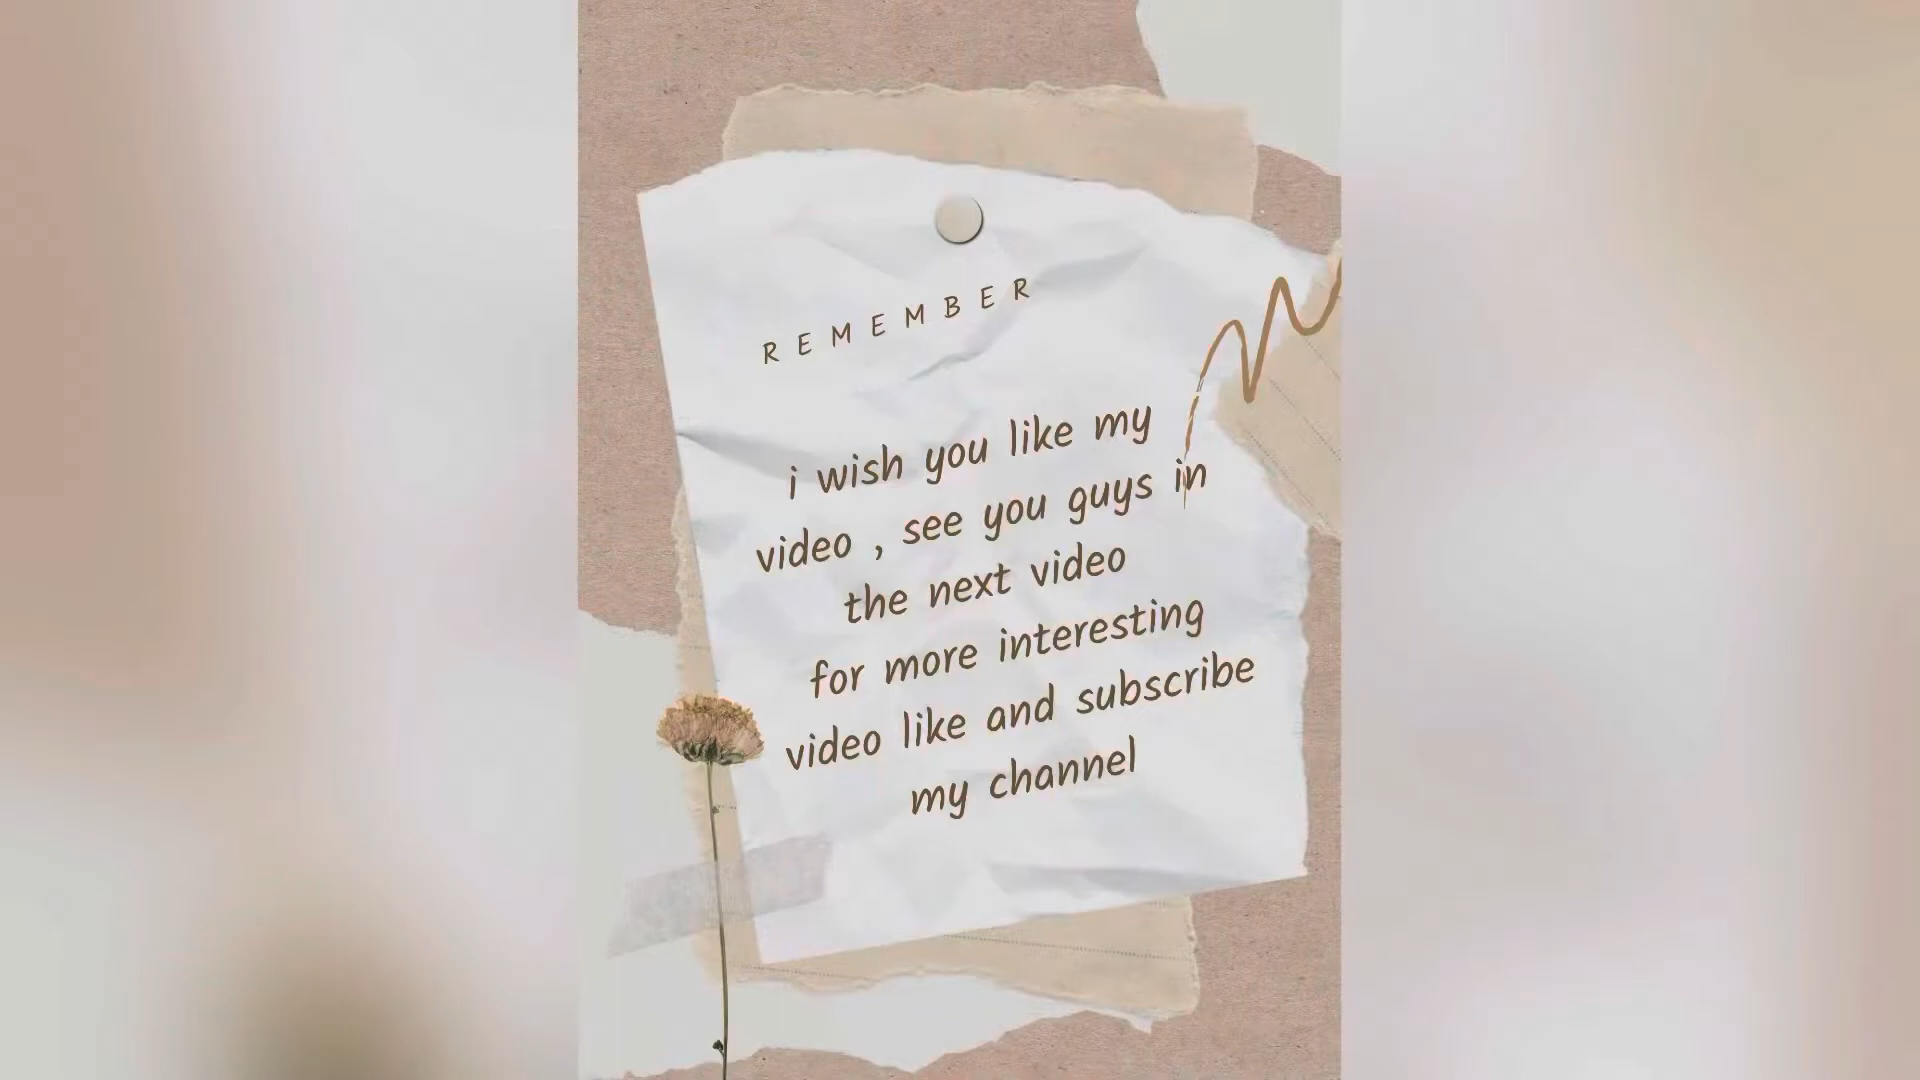 REMEMBER
i wish you like my
video , see you guys in
the next video
for more interesting
video like and subscribe
my channel